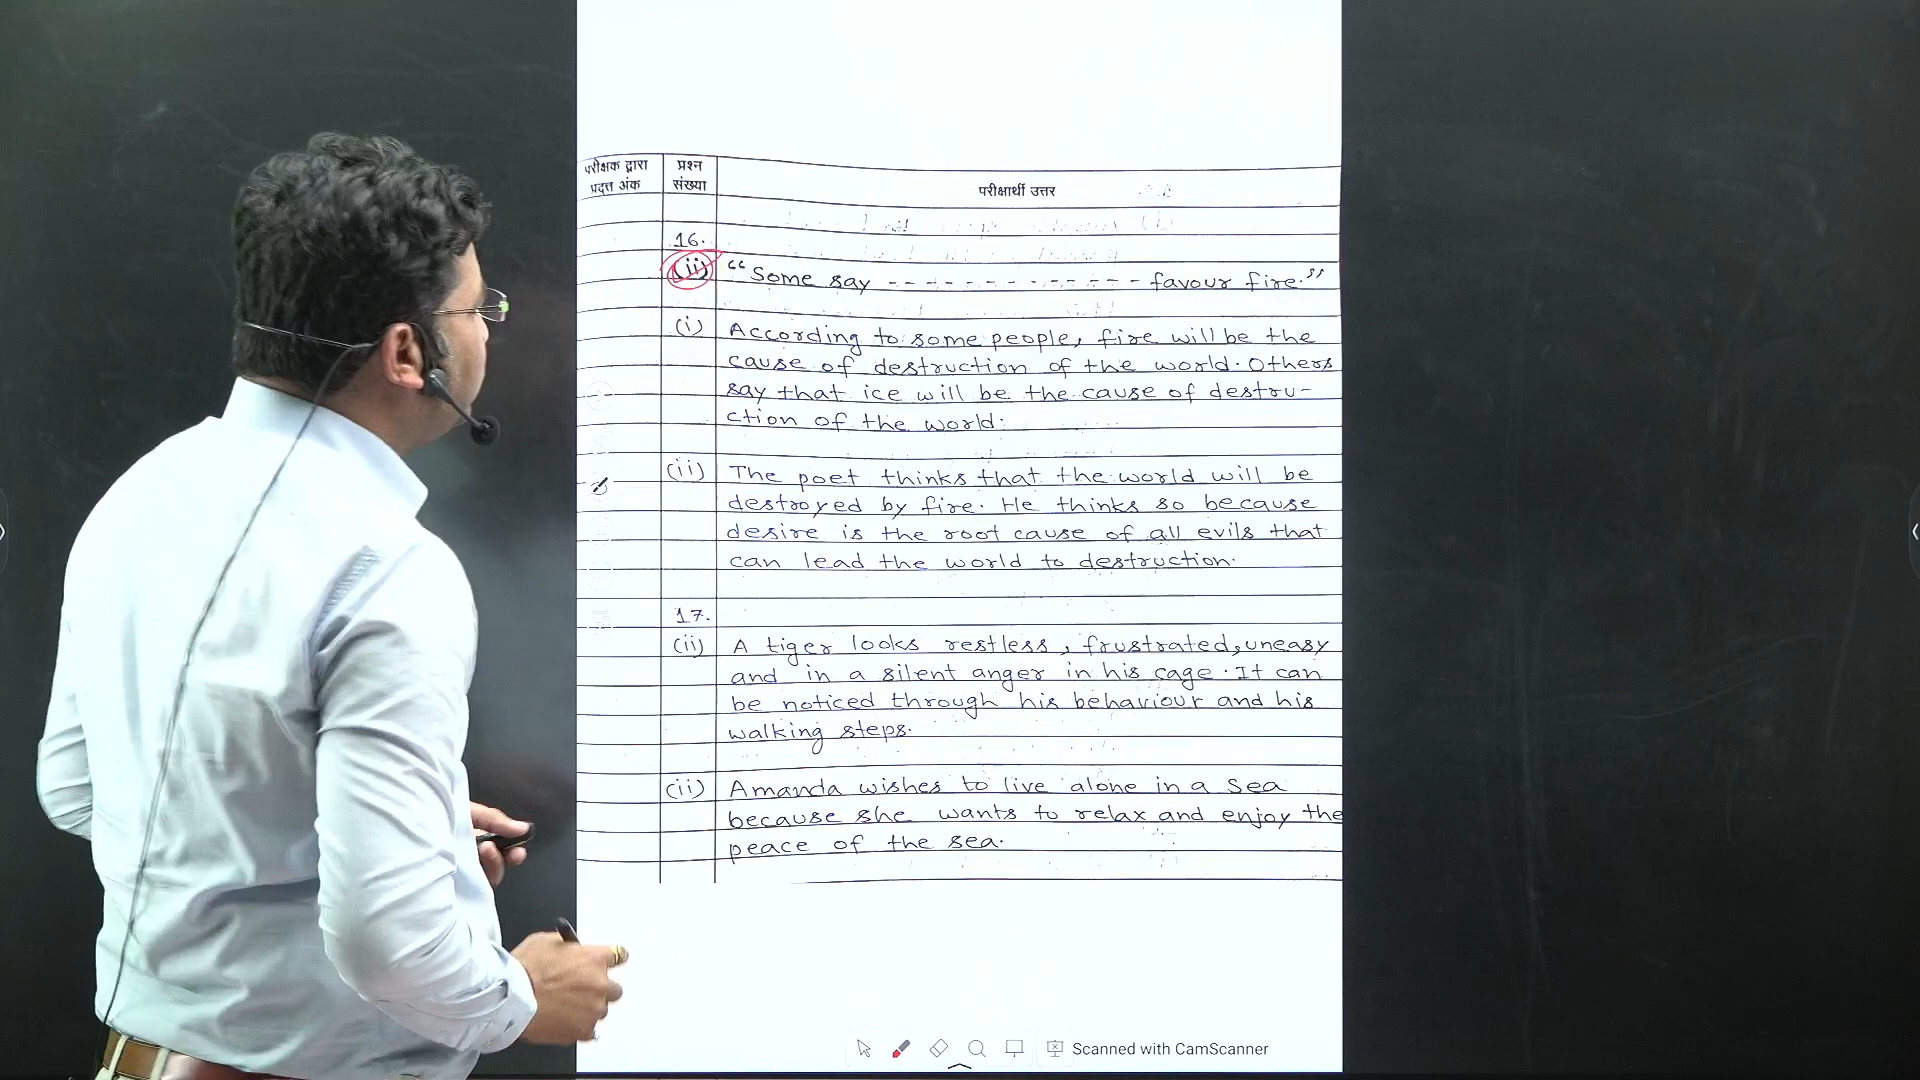 परीक्षक द्वारा
प्रदत्त अंक
प्रश्न
संख्या
परीक्षार्थी उत्तर
16.
(ii) “Some say - - - - - - - - - - - - - favour fire.”
(i) According to some people, fire will be the
cause of destruction of the world. Others
say that ice will be the cause of destru-
ction of the world.
(ii) The poet thinks that the world will be
destroyed by fire. He thinks so because
desire is the root cause of all evils that
can lead the world to destruction.
17.
(ii) A tiger looks restless, frustrated, uneasy
and in a silent anger in his cage. It can
be noticed through his behaviour and his
walking steps.
(ii) Amanda wishes to live alone in a sea
because she wants to relax and enjoy the
peace of the sea.
Scanned with CamScanner